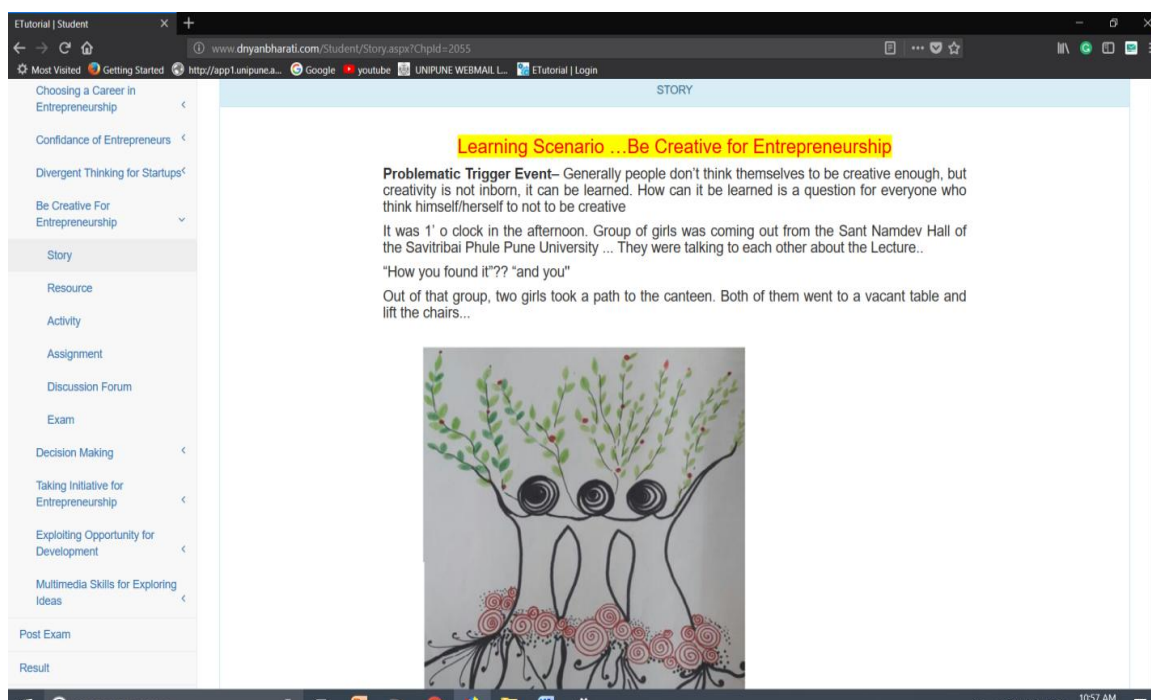 ETutorial | Student
www.dnyanbharati.com/Student/Story.aspx?ChpId=2055
Most Visited
Getting Started
http://app1.unipune.a...
Google
youtube
UNIPUNE WEBMAIL L...
ETutorial | Login
Choosing a Career in
Entrepreneurship
Confidance of Entrepreneurs
Divergent Thinking for Startups
Be Creative For
Entrepreneurship
Story
Resource
Activity
Assignment
Discussion Forum
Exam
Decision Making
Taking Initiative for
Entrepreneurship
Exploiting Opportunity for
Development
Multimedia Skills for Exploring
Ideas
Post Exam
Result
STORY
Learning Scenario ...Be Creative for Entrepreneurship
Problematic Trigger Event– Generally people don't think themselves to be creative enough, but
creativity is not inborn, it can be learned. How can it be learned is a question for everyone who
think himself/herself to not to be creative
It was 1' o clock in the afternoon. Group of girls was coming out from the Sant Namdev Hall of
the Savitribai Phule Pune University ... They were talking to each other about the Lecture..
“How you found it”?? “and you"
Out of that group, two girls took a path to the canteen. Both of them went to a vacant table and
lift the chairs...
10:57 AM